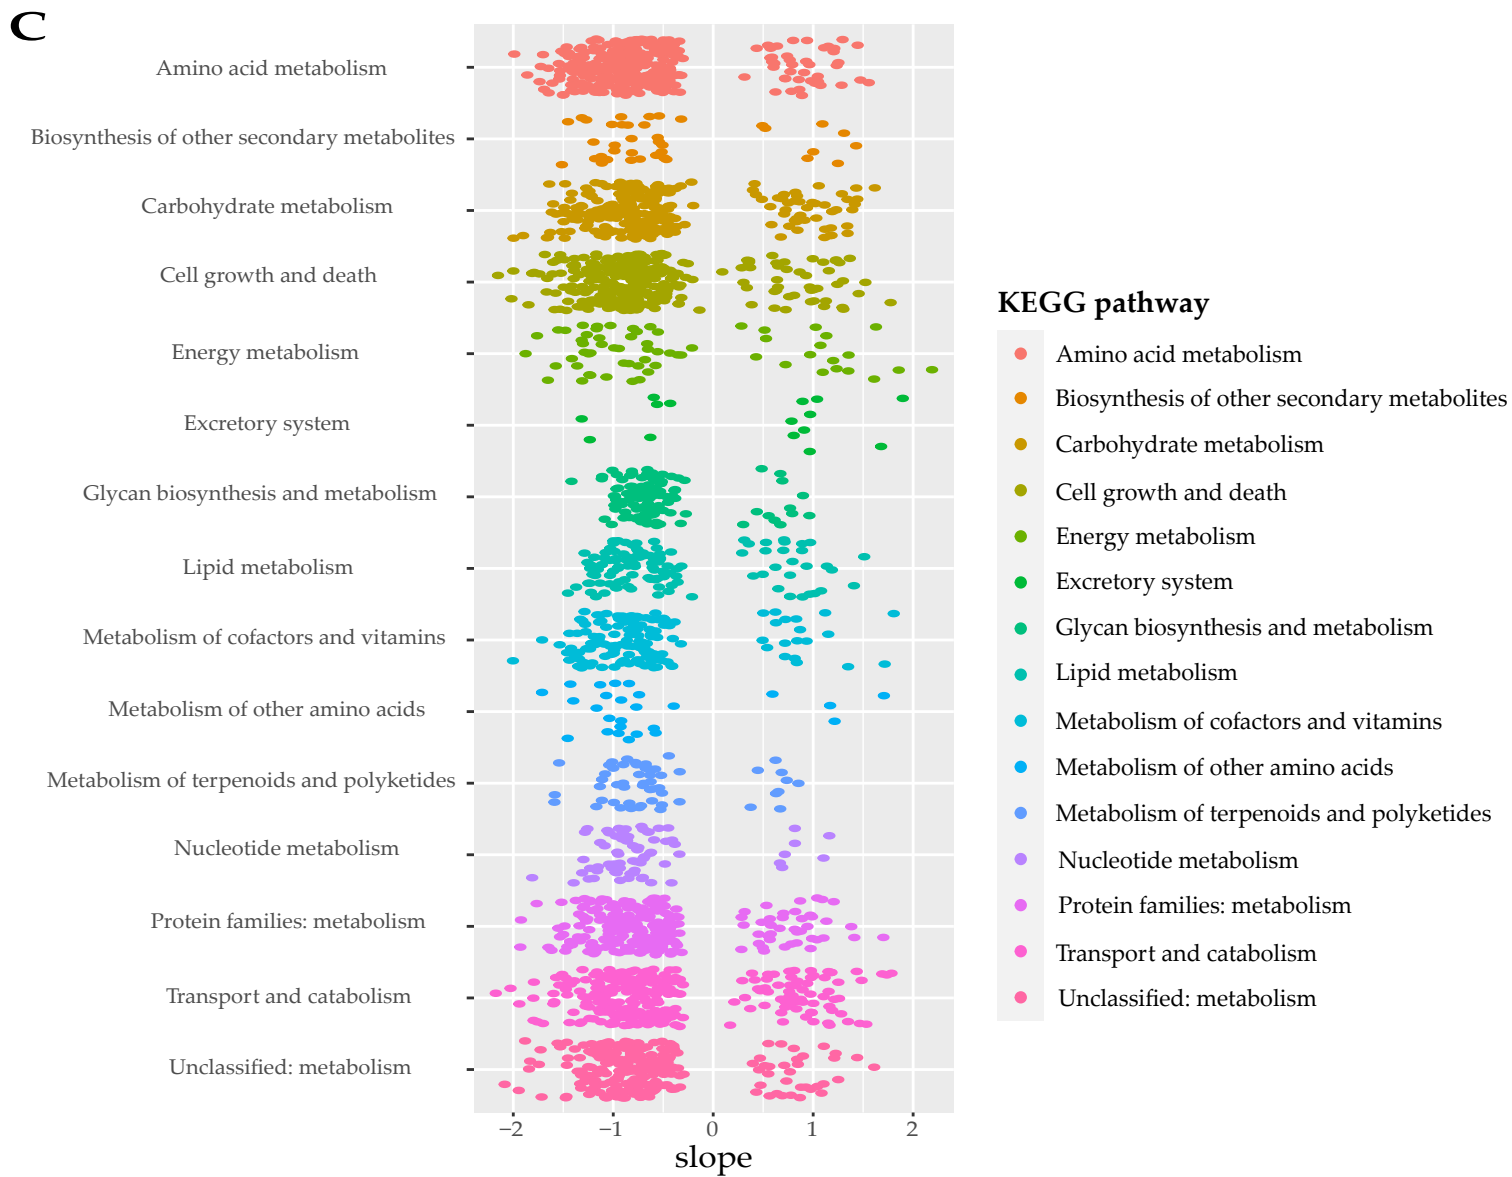 C
Amino acid metabolism
Biosynthesis of other secondary metabolites
Carbohydrate metabolism
Cell growth and death
Energy metabolism
Excretory system
Glycan biosynthesis and metabolism
Lipid metabolism
Metabolism of cofactors and vitamins
Metabolism of other amino acids
Metabolism of terpenoids and polyketides
Nucleotide metabolism
Protein families: metabolism
Transport and catabolism
Unclassified: metabolism
−2 −1 0 1 2
slope
KEGG pathway
Amino acid metabolism
Biosynthesis of other secondary metabolites
Carbohydrate metabolism
Cell growth and death
Energy metabolism
Excretory system
Glycan biosynthesis and metabolism
Lipid metabolism
Metabolism of cofactors and vitamins
Metabolism of other amino acids
Metabolism of terpenoids and polyketides
Nucleotide metabolism
Protein families: metabolism
Transport and catabolism
Unclassified: metabolism